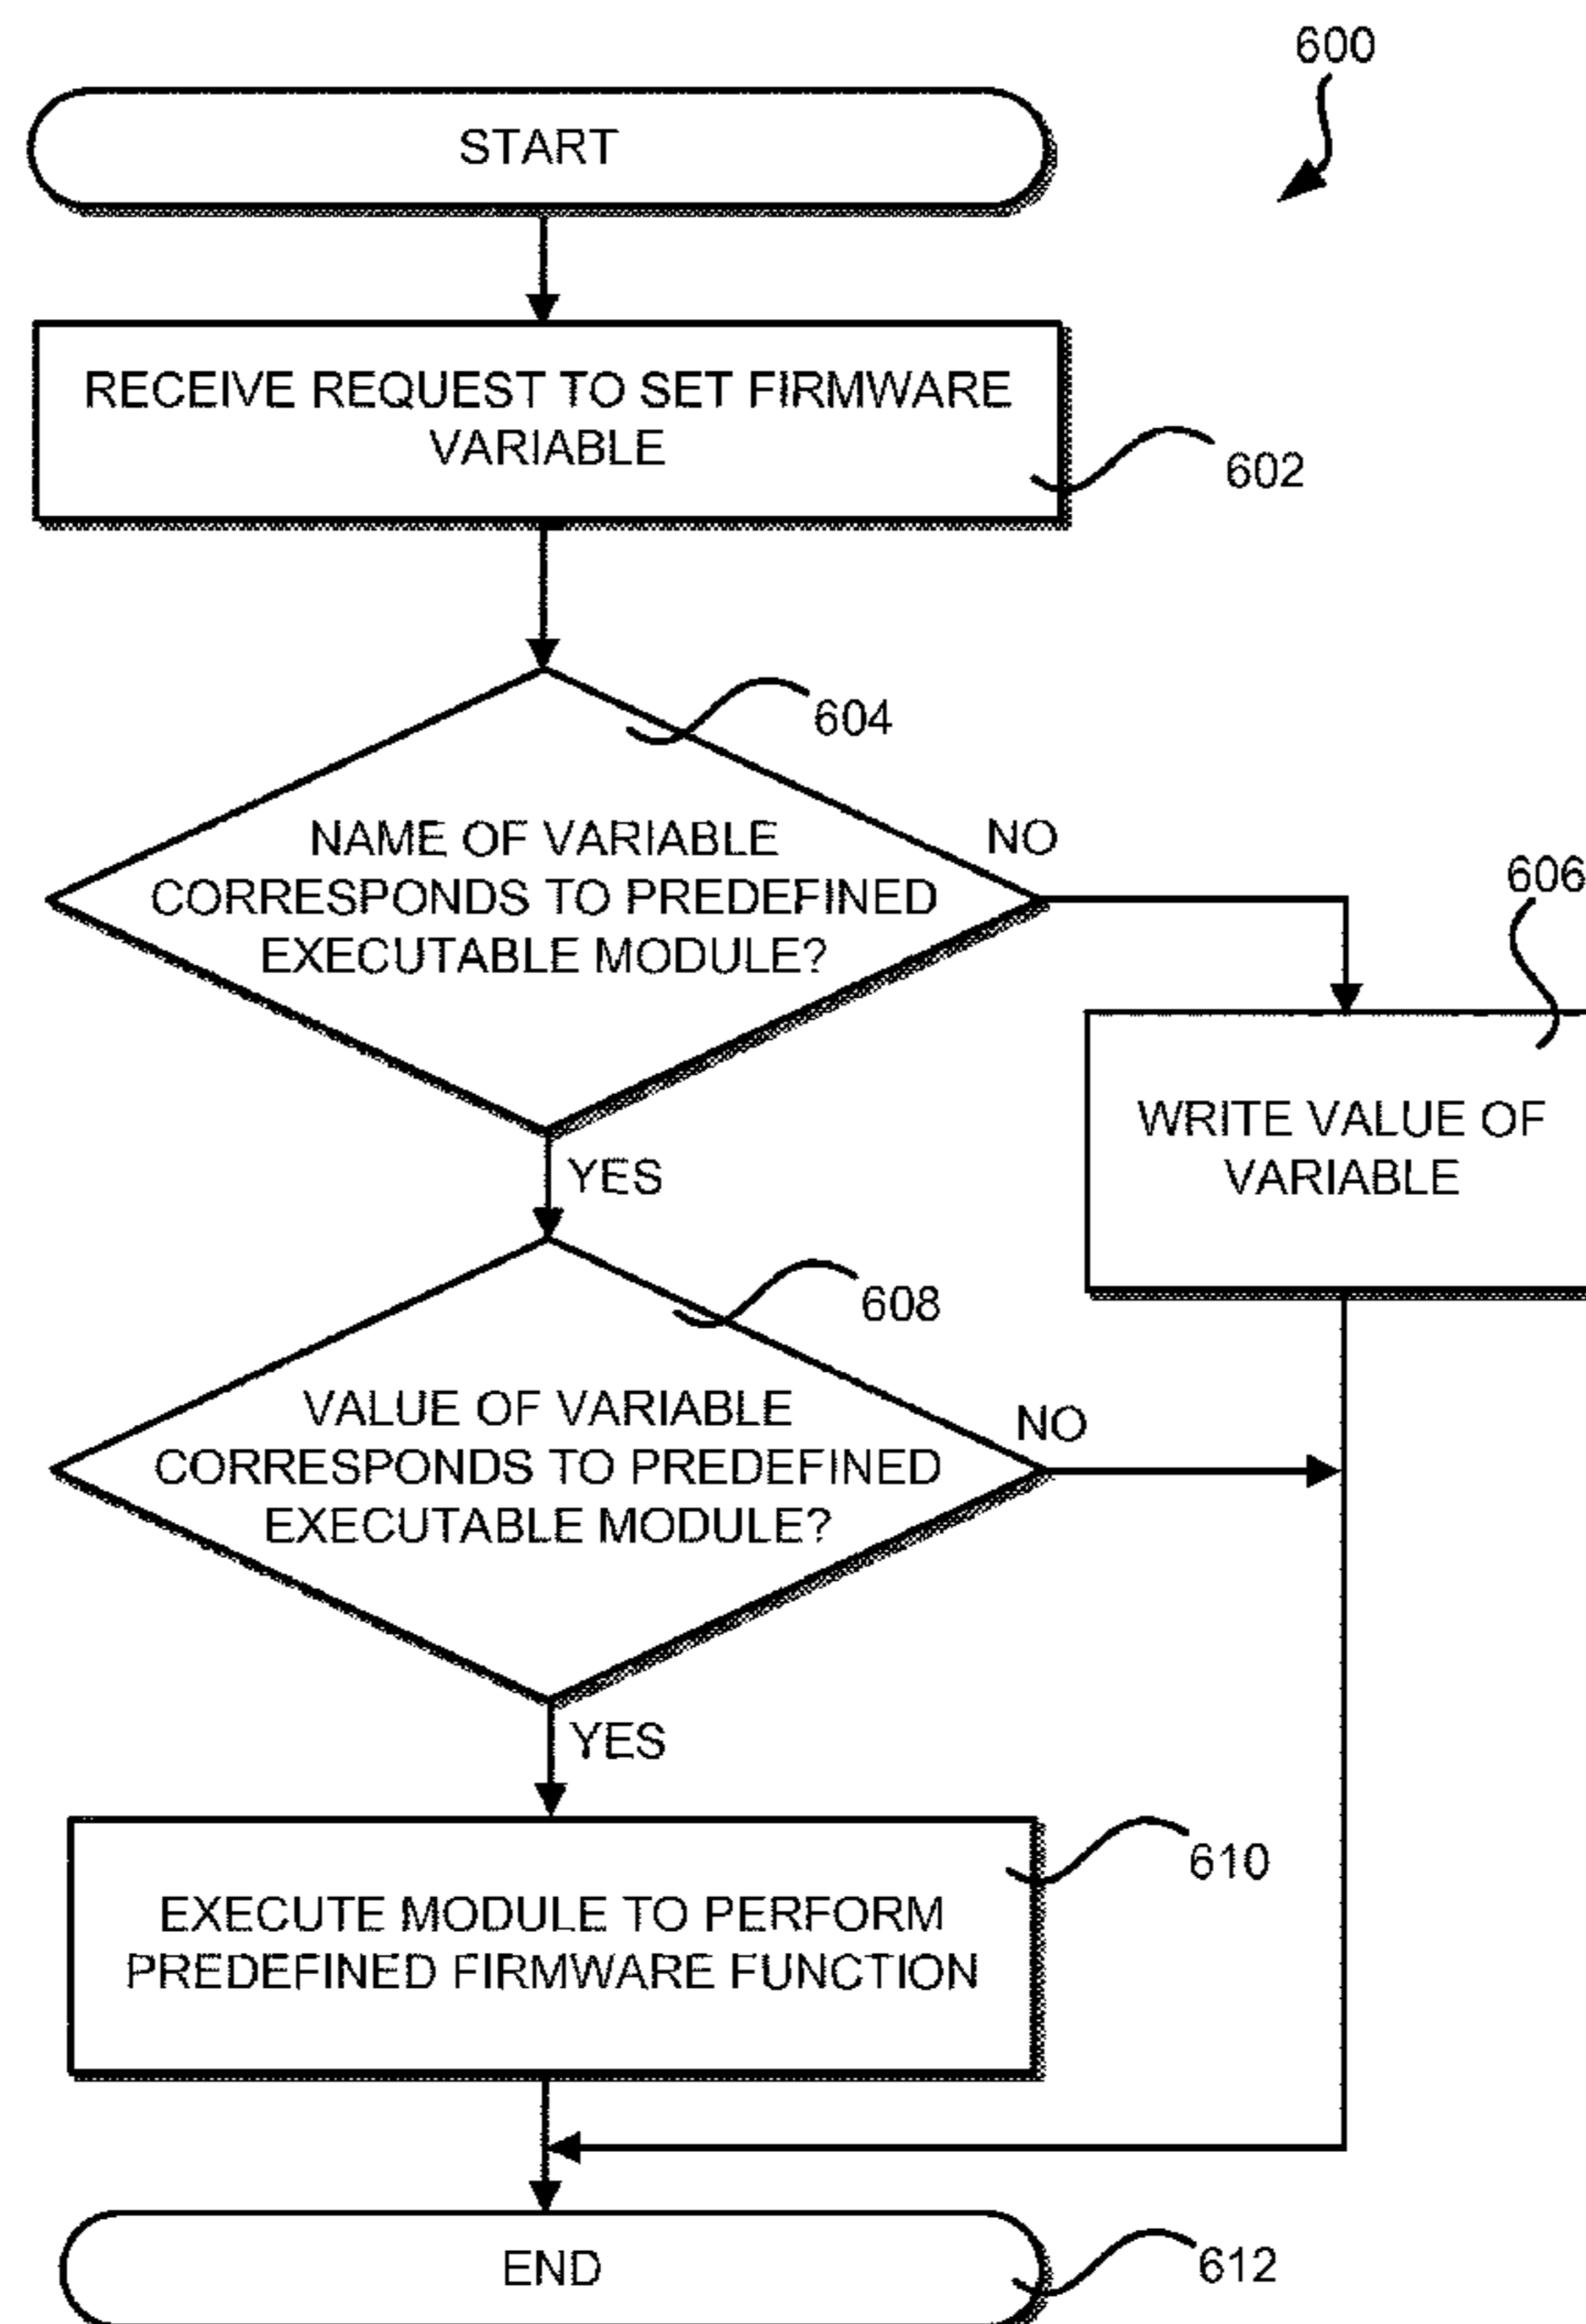 600
START
RECEIVE REQUEST TO SET FIRMWARE
VARIABLE
602
604
NAME OF VARIABLE
CORRESPONDS TO PREDEFINED
EXECUTABLE MODULE?
NO
606
WRITE VALUE OF
VARIABLE
YES
608
VALUE OF VARIABLE
CORRESPONDS TO PREDEFINED
EXECUTABLE MODULE?
NO
YES
610
EXECUTE MODULE TO PERFORM
PREDEFINED FIRMWARE FUNCTION
END
612